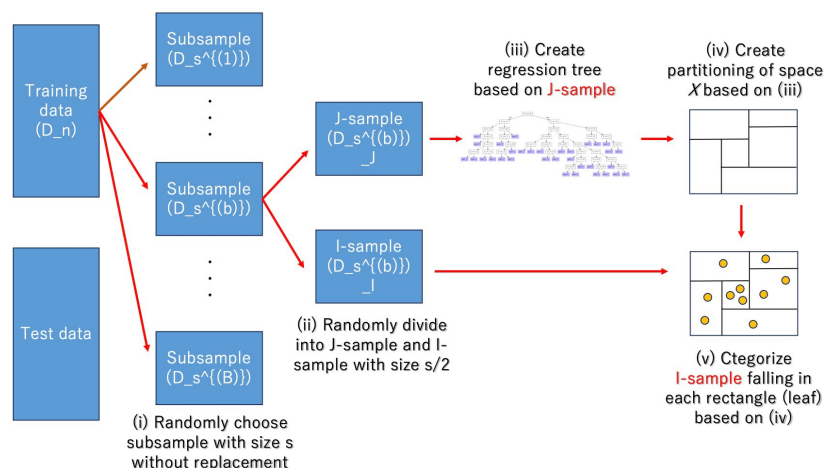 Training
data
(D_n)
Test data
Subsample
(D_s^{(1)})
Subsample
(D_s^{(b)})
Subsample
(D_s^{(B)})
(i) Randomly choose
subsample with size s
without replacement
J-sample
(D_s^{(b)})
_J
I-sample
(D_s^{(b)})
_I
(ii) Randomly divide
into J-sample and I-
sample with size s/2
(iii) Create
regression tree
based on J-sample
(iv) Create
partitioning of space
X based on (iii)
(v) Ctegorize
I-sample falling in
each rectangle (leaf)
based on (iv)